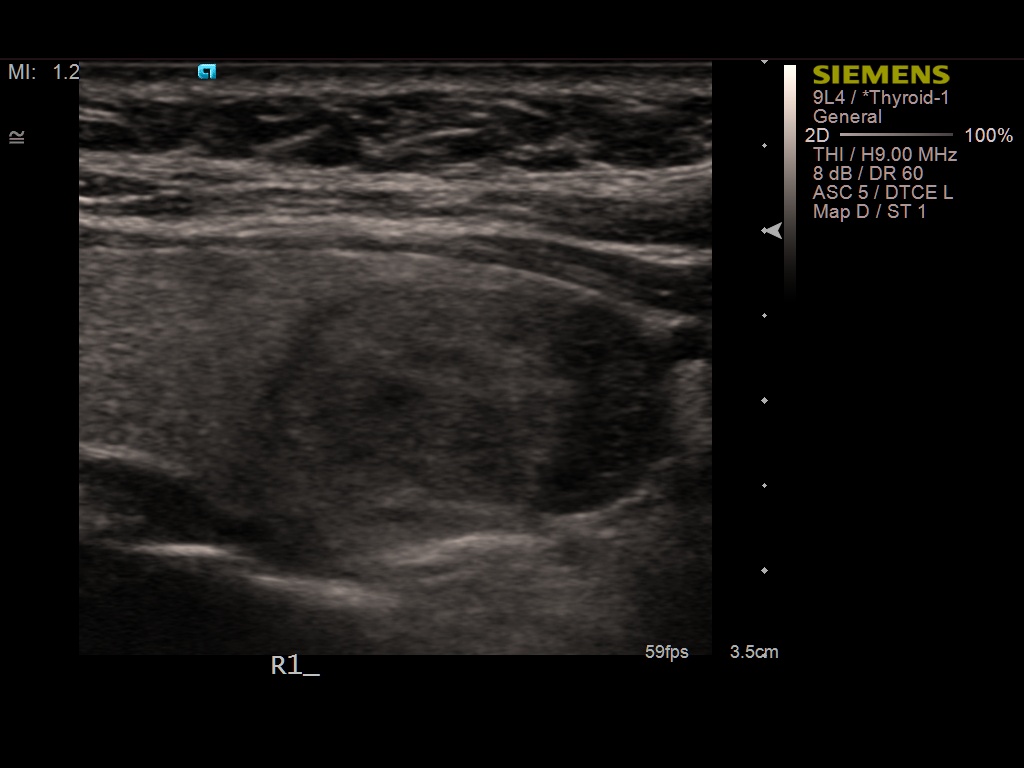 MI: 1.2
SIEMENS
9L4 / *Thyroid-1
General
2D 100%
THI / H9.00 MHz
8 dB / DR 60
ASC 5 / DTCE L
Map D / ST 1
59fps 3.5cm
R1_